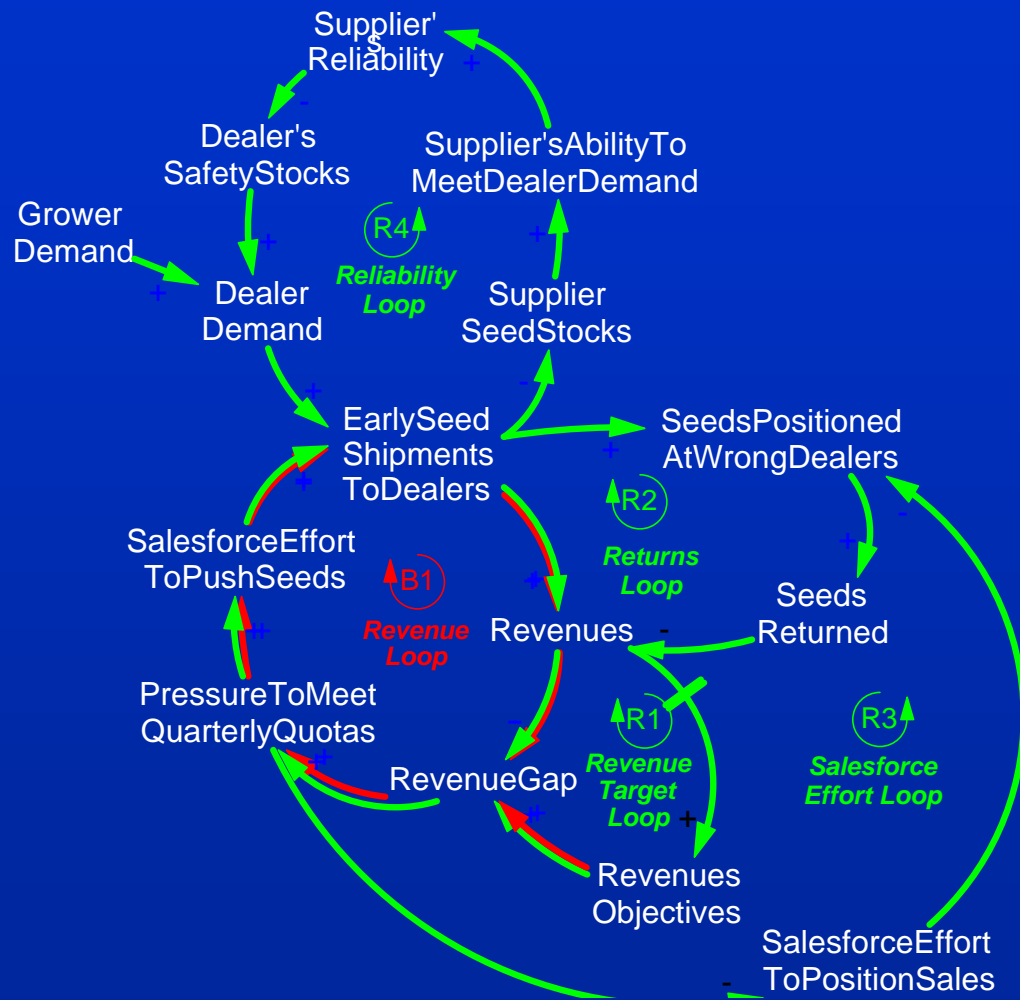 Supplier'
s
Reliability
+
-
Dealer's
SafetyStocks
Supplier'sAbilityTo
MeetDealerDemand
Grower
Demand
+
+
R4
Reliability
Loop
+
Dealer
Demand
Supplier
SeedStocks
+
-
EarlySeed
Shipments
ToDealers
SeedsPositioned
AtWrongDealers
+
+
+
R2
-
SalesforceEffort
ToPushSeeds
Returns
Loop
+
+
+
B1
Revenue
Loop
Seeds
Returned
Revenues
-
+
+
PressureToMeet
QuarterlyQuotas
R1
R3
-
+
+
RevenueGap
Revenue
Target
Loop
+
Salesforce
Effort Loop
+
+
Revenues
Objectives
SalesforceEffort
ToPositionSales
-